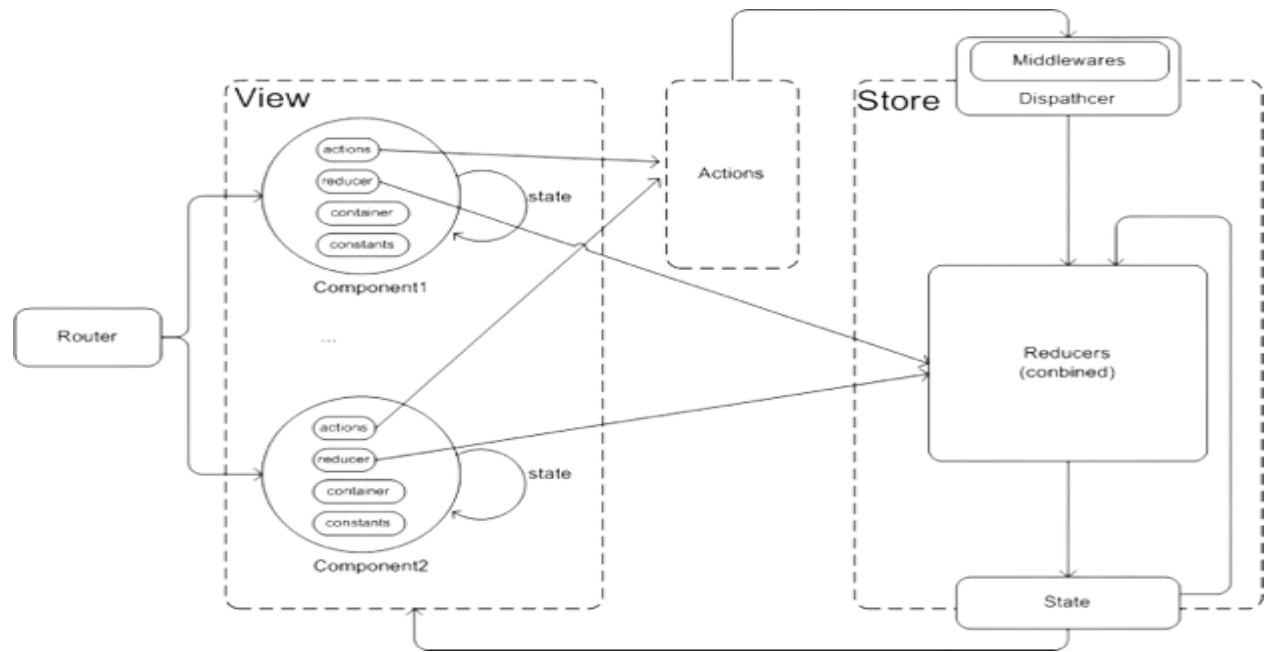 Middlewares
Dispathcer
View
Store
actions
reducer
container
constants
state
Component1
Actions
Router
...
Reducers
(conbined)
actions
reducer
container
constants
state
Component2
State